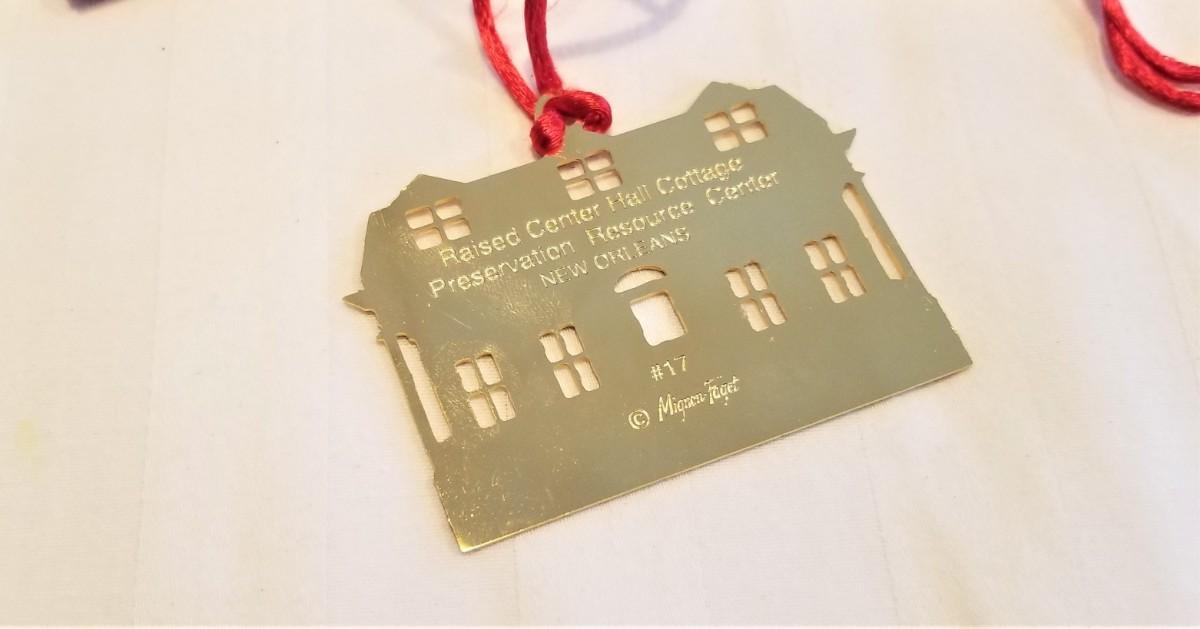 Raised Center Hall Cottage
Preservation Resource Center
NEW ORLEANS
#17
© Mignon Faget